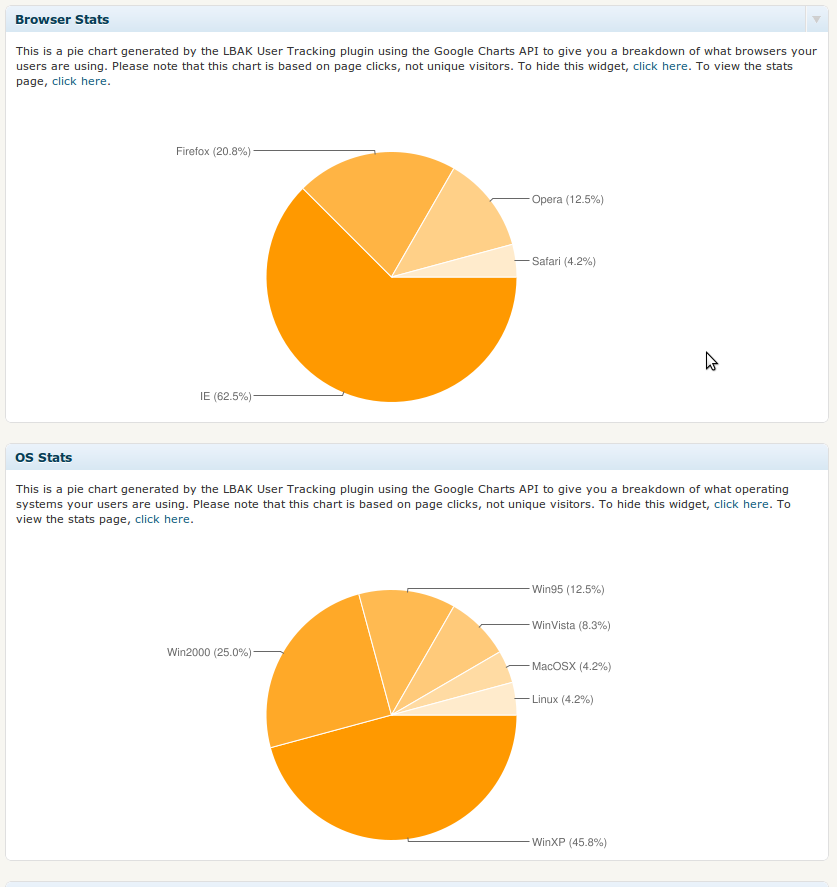 Browser Stats
This is a pie chart generated by the LBAK User Tracking plugin using the Google Charts API to give you a breakdown of what browsers your
users are using. Please note that this chart is based on page clicks, not unique visitors. To hide this widget, click here. To view the stats
page, click here.
Firefox (20.8%)
Opera (12.5%)
Safari (4.2%)
IE (62.5%)
OS Stats
This is a pie chart generated by the LBAK User Tracking plugin using the Google Charts API to give you a breakdown of what operating
systems your users are using. Please note that this chart is based on page clicks, not unique visitors. To hide this widget, click here. To
view the stats page, click here.
Win95 (12.5%)
WinVista (8.3%)
Win2000 (25.0%)
MacOSX (4.2%)
Linux (4.2%)
WinXP (45.8%)